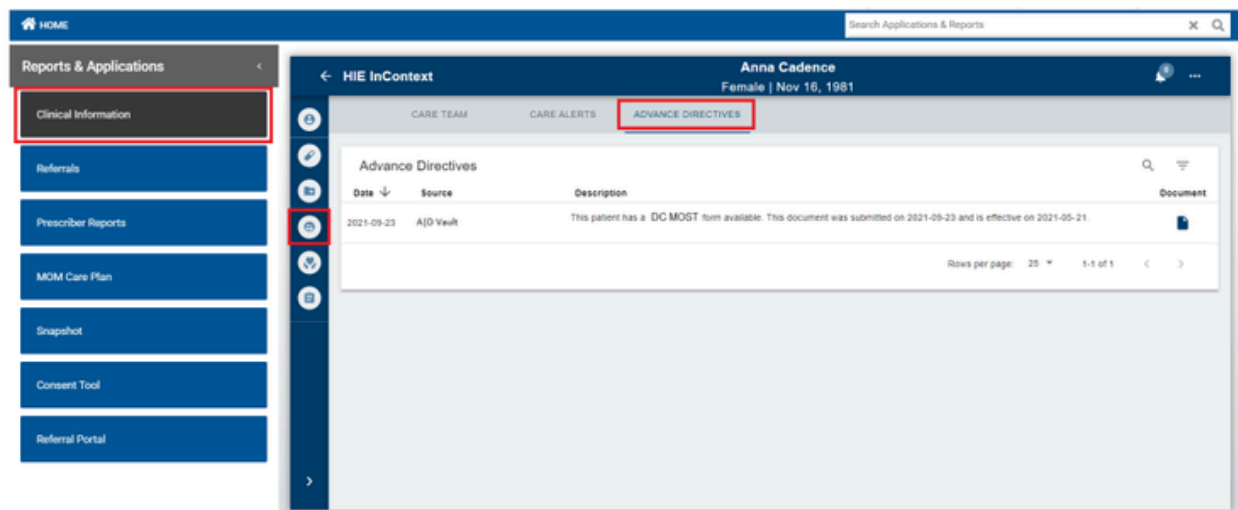 HOME
Search Applications & Reports
Reports & Applications
Clinical Information
Referrals
Prescriber Reports
MOM Care Plan
Snapshot
Consent Tool
Referral Portal
HIE InContext
Anna Cadence
Female | Nov 16, 1981
0
CARE TEAM CARE ALERTS ADVANCE DIRECTIVES
Advance Directives
Date Source Description Document
2021-09-23 A|D Vault This patient has a DC MOST form available. This document was submitted on 2021-09-23 and is effective on 2021-05-21.
Rows per page: 25 1-1 of 1